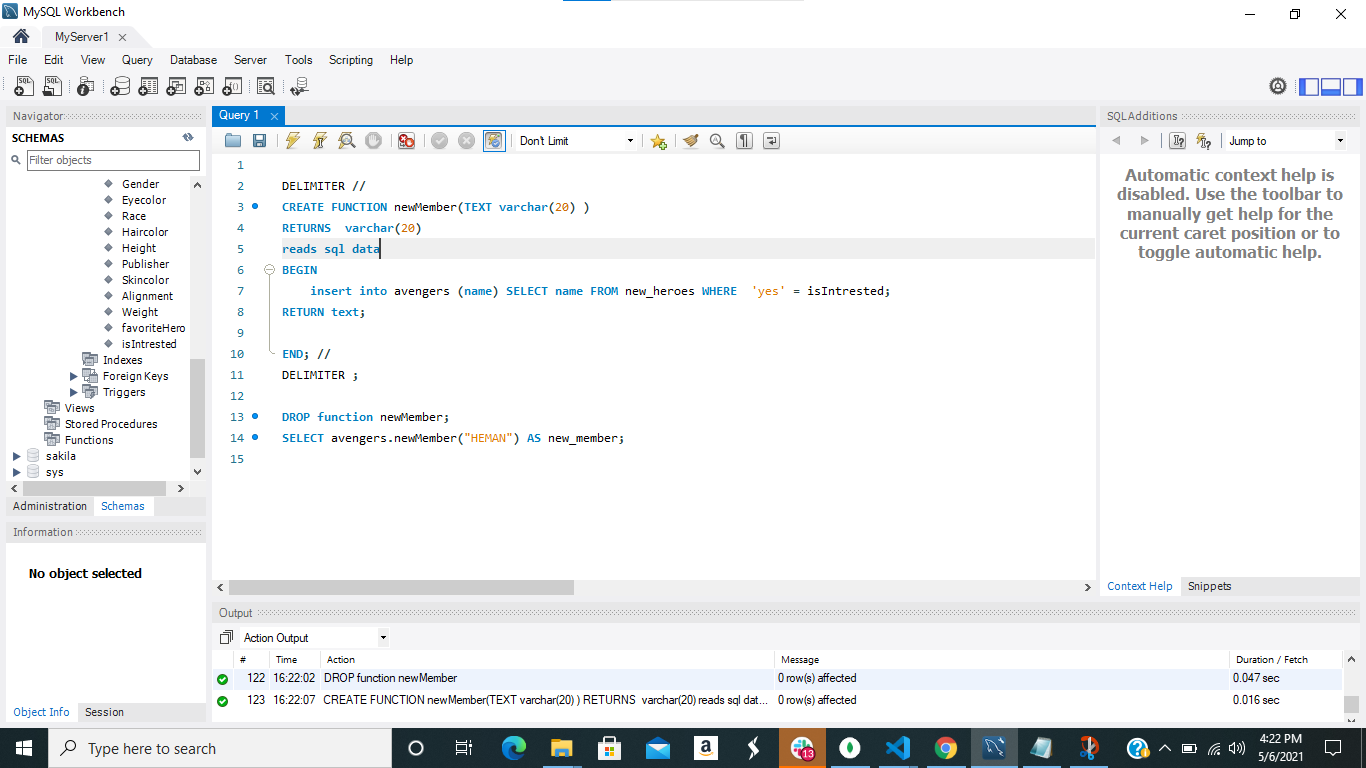 MySQL Workbench
MyServer1
File Edit View Query Database Server Tools Scripting Help
Navigator
SCHEMAS
Filter objects
Gender
Eyecolor
Race
Haircolor
Height
Publisher
Skincolor
Alignment
Weight
favoriteHero
isIntrested
Indexes
Foreign Keys
Triggers
Views
Stored Procedures
Functions
sakila
sys
Administration Schemas
Information
No object selected
Object Info Session
Query 1
Don't Limit
1
2 DELIMITER //
3 CREATE FUNCTION newMember(TEXT varchar(20) )
4 RETURNS  varchar(20)
5 reads sql data
6 BEGIN
7 insert into avengers (name) SELECT name FROM new_heroes WHERE  'yes' = isIntrested;
8 RETURN text;
9
10 END; //
11 DELIMITER ;
12
13 DROP function newMember;
14 SELECT avengers.newMember("HEMAN") AS new_member;
15
SQLAdditions
Jump to
Automatic context help is
disabled. Use the toolbar to
manually get help for the
current caret position or to
toggle automatic help.
Context Help Snippets
Output
Action Output
# Time Action Message Duration / Fetch
122 16:22:02 DROP function newMember 0 row(s) affected 0.047 sec
123 16:22:07 CREATE FUNCTION newMember(TEXT varchar(20) ) RETURNS  varchar(20) reads sql dat... 0 row(s) affected 0.016 sec
Type here to search
13
4:22 PM
5/6/2021